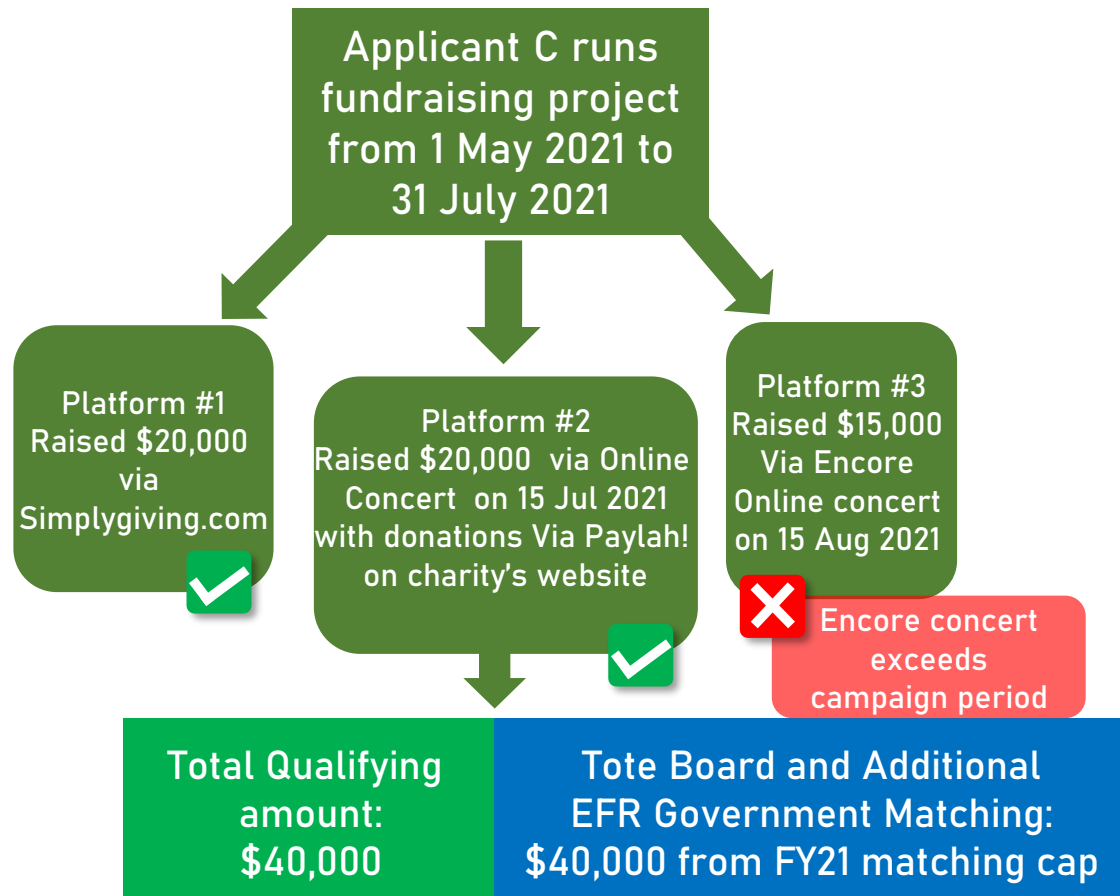 Applicant C runs
fundraising project
from 1 May 2021 to
31 July 2021
Platform #1
Raised $20,000
via
Simplygiving.com
Platform #2
Raised $20,000 via Online
Concert on 15 Jul 2021
with donations Via Paylah!
on charity's website
Platform #3
Raised $15,000
Via Encore
Online concert
on 15 Aug 2021
Encore concert
exceeds
campaign period
Total Qualifying
amount:
$40,000
Tote Board and Additional
EFR Government Matching:
$40,000 from FY21 matching cap